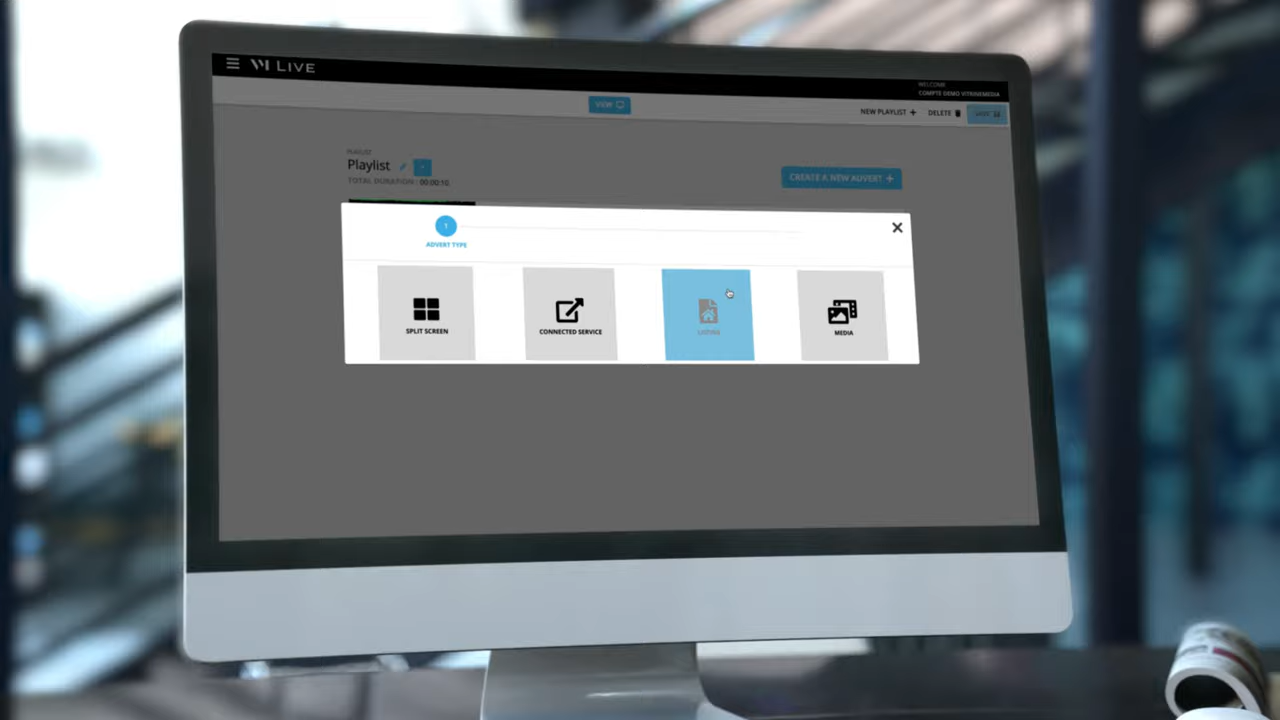 VM LIVE
WELCOME
COMPTE DEMO VITRINEMEDIA
VIEW
NEW PLAYLIST +
DELETE
PLAYLIST
Playlist
TOTAL DURATION : 00:00:10
CREATE A NEW ADVERT +
1
ADVERT TYPE
SPLIT SCREEN
CONNECTED SERVICE
MEDIA